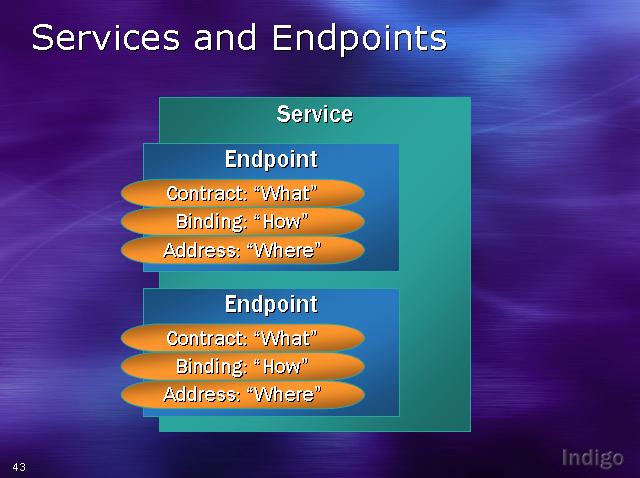 Services and Endpoints
Service
Endpoint
Contract: “What”
Binding: “How”
Address: “Where”
Endpoint
Contract: “What”
Binding: “How”
Address: “Where”
43
Indigo